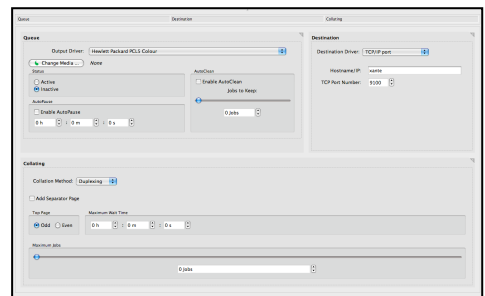 Queue Destination Collating
Queue
Output Driver: Hewlett Packard PCL5 Colour
Change Media ... None
Status
Active
Inactive
AutoPause
Enable AutoPause
0 h : 0 m : 0 s
AutoClean
Enable AutoClean
Jobs to Keep:
0 Jobs
Destination
Destination Driver: TCP/IP port
Hostname/IP: xante
TCP Port Number: 9100
Collating
Collation Method: Duplexing
Add Separator Page
Top Page
Odd Even
Maximum Wait Time
0 h : 0 m : 0 s
Maximum Jobs
0 Jobs